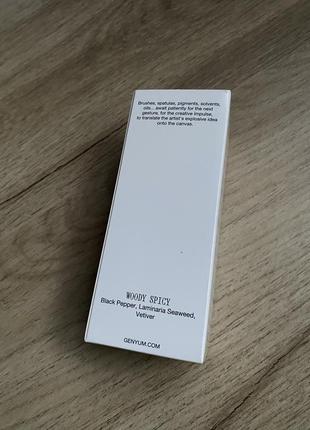 Brushes, spatulas, pigments, solvents,
oils... await patiently for the next
gesture, for the creative impulse,
to translate the artist's explosive idea
onto the canvas.
WOODY SPICY
Black Pepper, Laminaria Seaweed,
Vetiver
GENYUM.COM